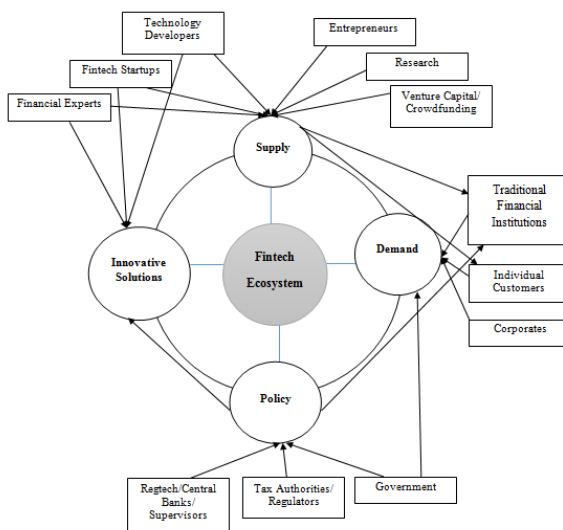 Technology
Developers
Entrepreneurs
Fintech Startups
Research
Financial Experts
Venture Capital/
Crowdfunding
Supply
Traditional
Financial
Institutions
Innovative
Solutions
Fintech
Ecosystem
Demand
Individual
Customers
Corporates
Policy
Regtech/Central
Banks/
Supervisors
Tax Authorities/
Regulators
Government